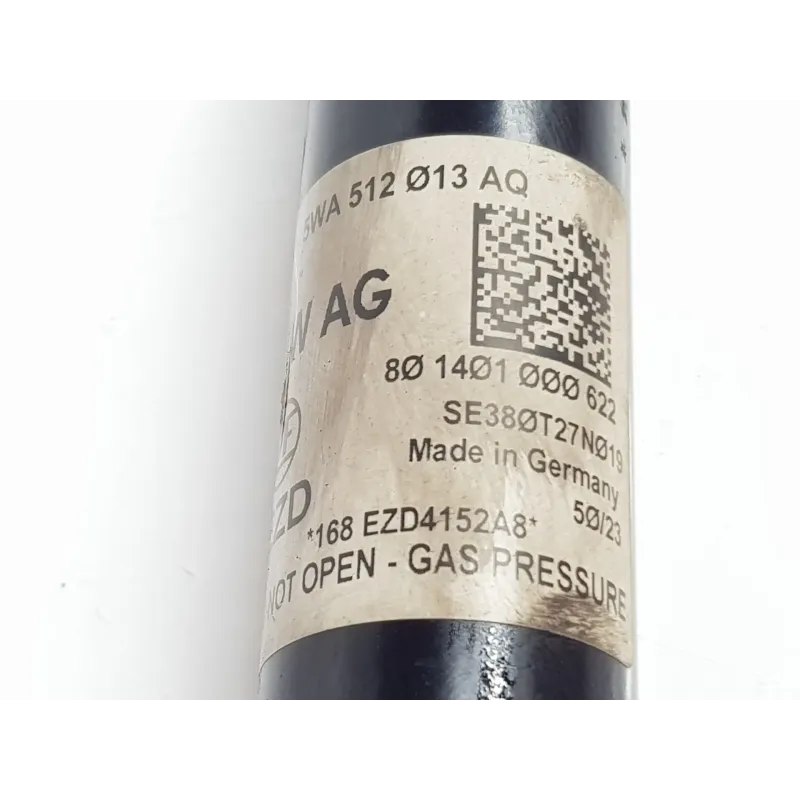 5WA 512 Ø13 AQ
VW AG
8Ø 14Ø1 ØØØ 622
SE38ØT27NØ19
Made in Germany
5Ø/23
ZD
*168 EZD4152A8*
NOT OPEN - GAS PRESSURE